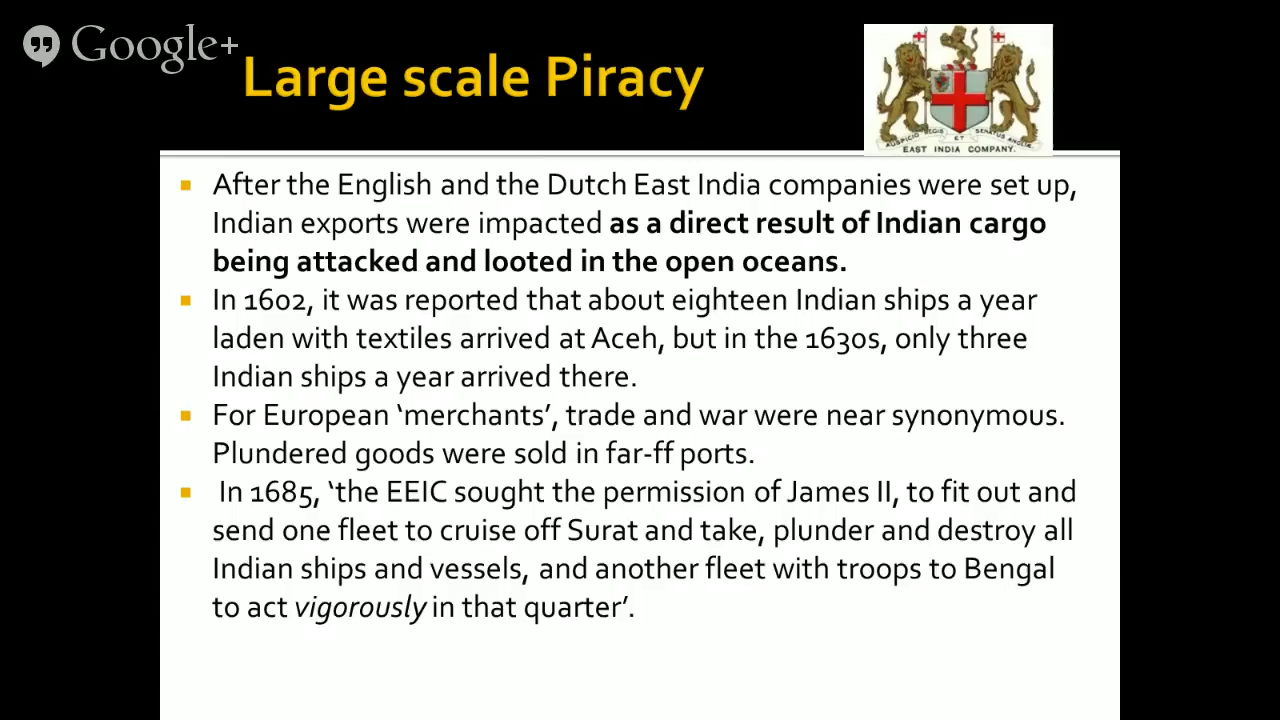 Google+
Large scale Piracy
AUSPICIO REGIS ET SENATUS ANGLIÆ
EAST INDIA COMPANY.
After the English and the Dutch East India companies were set up,
Indian exports were impacted as a direct result of Indian cargo
being attacked and looted in the open oceans.
In 1602, it was reported that about eighteen Indian ships a year
laden with textiles arrived at Aceh, but in the 1630s, only three
Indian ships a year arrived there.
For European ‘merchants’, trade and war were near synonymous.
Plundered goods were sold in far-ff ports.
In 1685, ‘the EEIC sought the permission of James II, to fit out and
send one fleet to cruise off Surat and take, plunder and destroy all
Indian ships and vessels, and another fleet with troops to Bengal
to act vigorously in that quarter’.